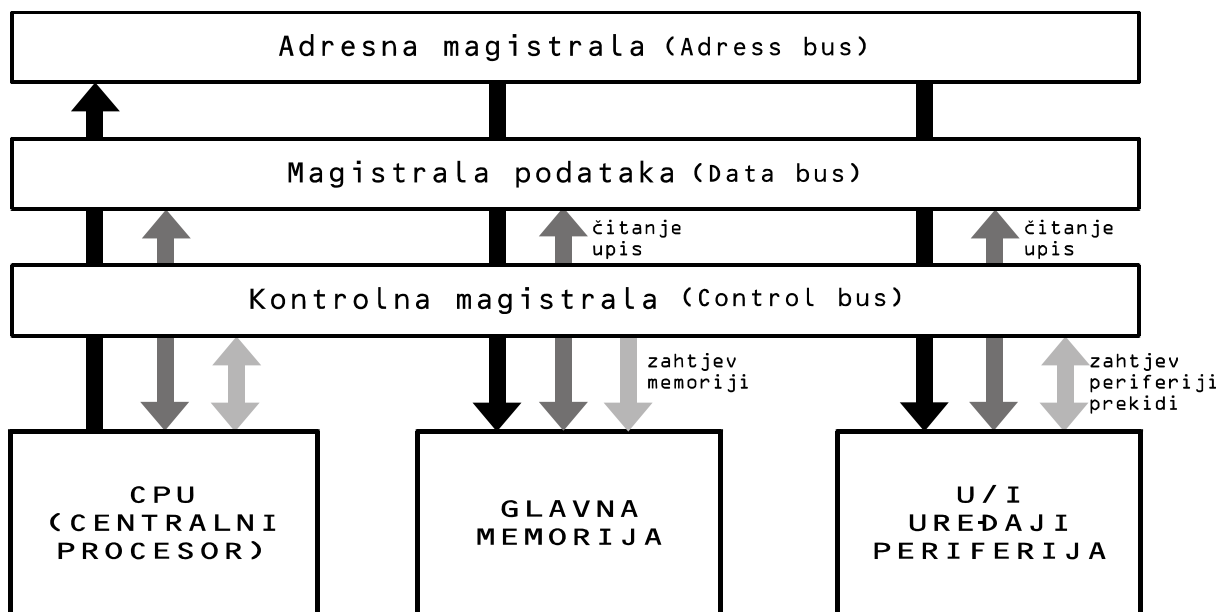 Adresna magistrala (Adress bus)
Magistrala podataka (Data bus)
čitanje
upis
čitanje
upis
Kontrolna magistrala (Control bus)
zahtjev
memoriji
zahtjev
periferiji
prekidi
CPU
(CENTRALNI
PROCESOR)
GLAVNA
MEMORIJA
U/I
UREĐAJI
PERIFERIJA